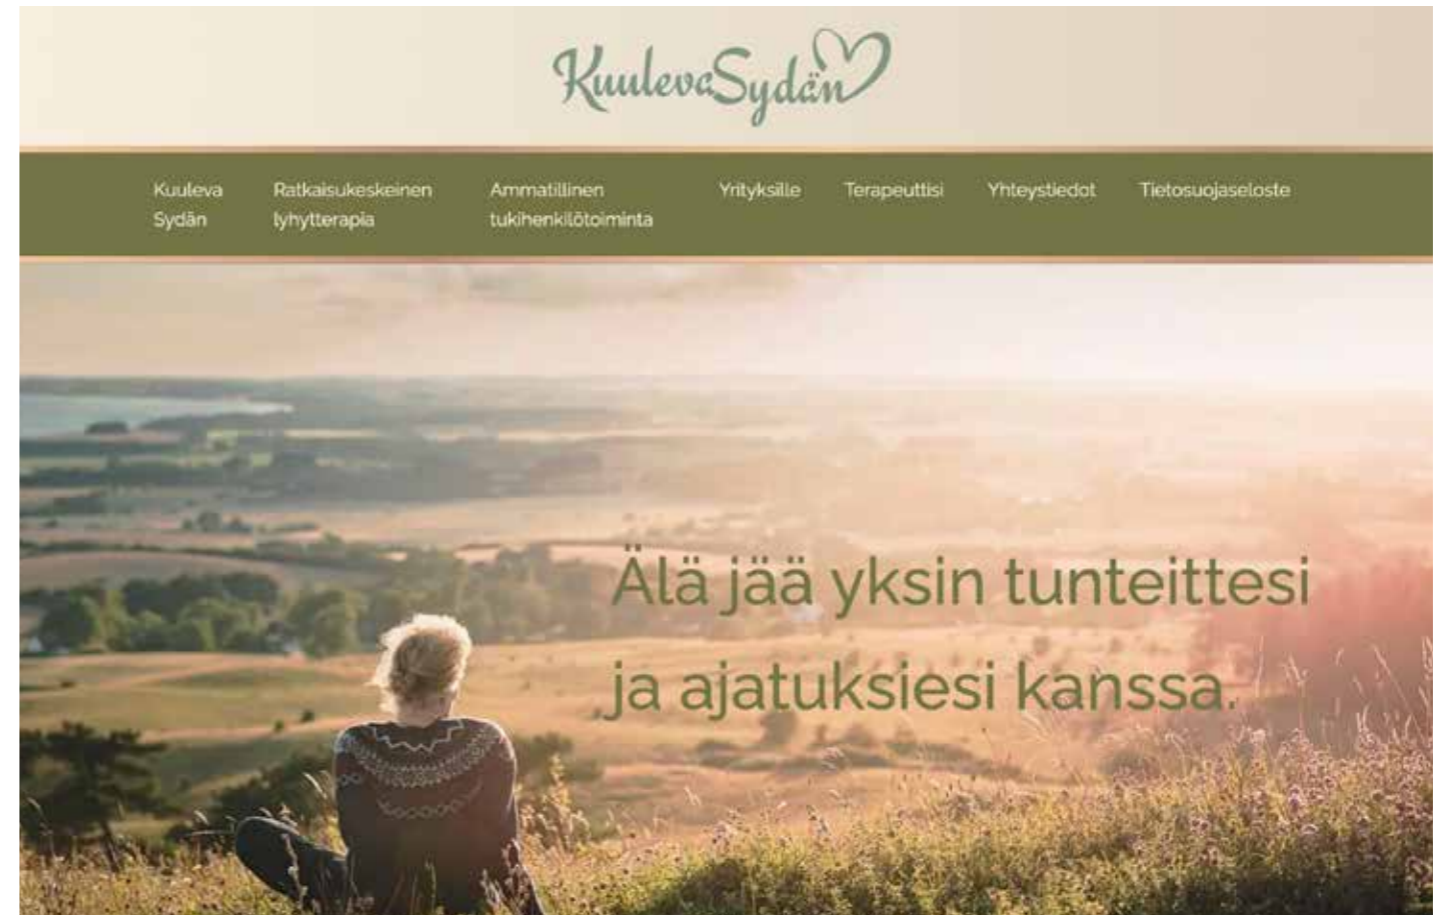 KuulevaSydän
Kuuleva
Sydän
Ratkaisukeskeinen
lyhytterapia
Ammatillinen
tukihenkilötoiminta
Yrityksille
Terapeuttisi
Yhteystiedot
Tietosuojaseloste
Älä jää yksin tunteittesi
ja ajatuksiesi kanssa.